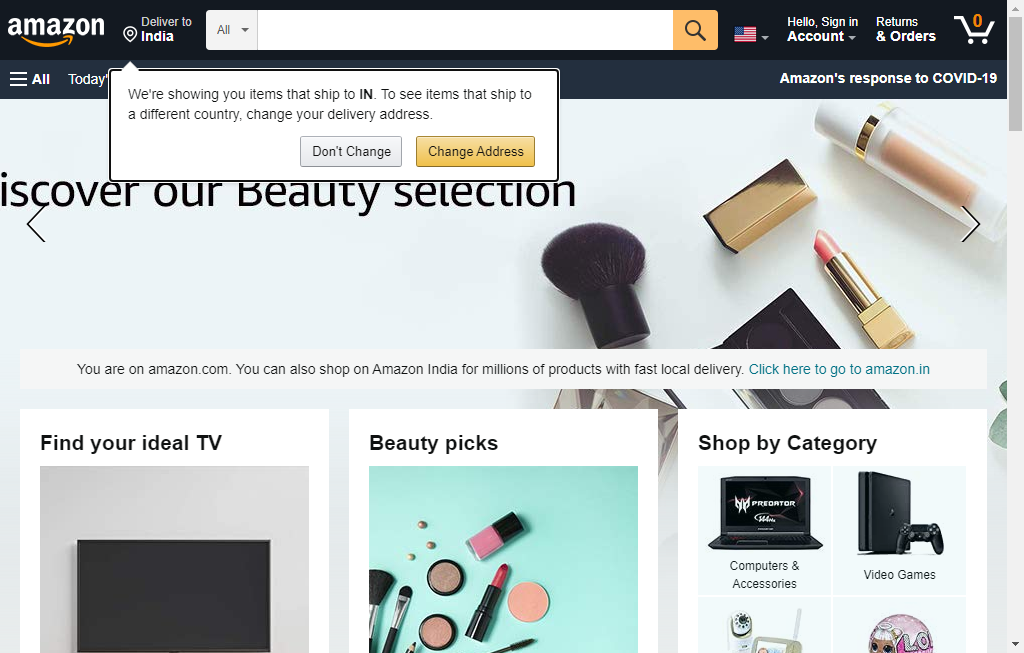 amazon
Deliver to
India
All
Hello, Sign in
Account
Returns
& Orders
0
All
Today'
Amazon's response to COVID-19
We're showing you items that ship to IN. To see items that ship to
a different country, change your delivery address.
Don't Change
Change Address
iscover our Beauty selection
You are on amazon.com. You can also shop on Amazon India for millions of products with fast local delivery. Click here to go to amazon.in
Find your ideal TV
Beauty picks
Shop by Category
PREDATOR
Computers &
Accessories
Video Games